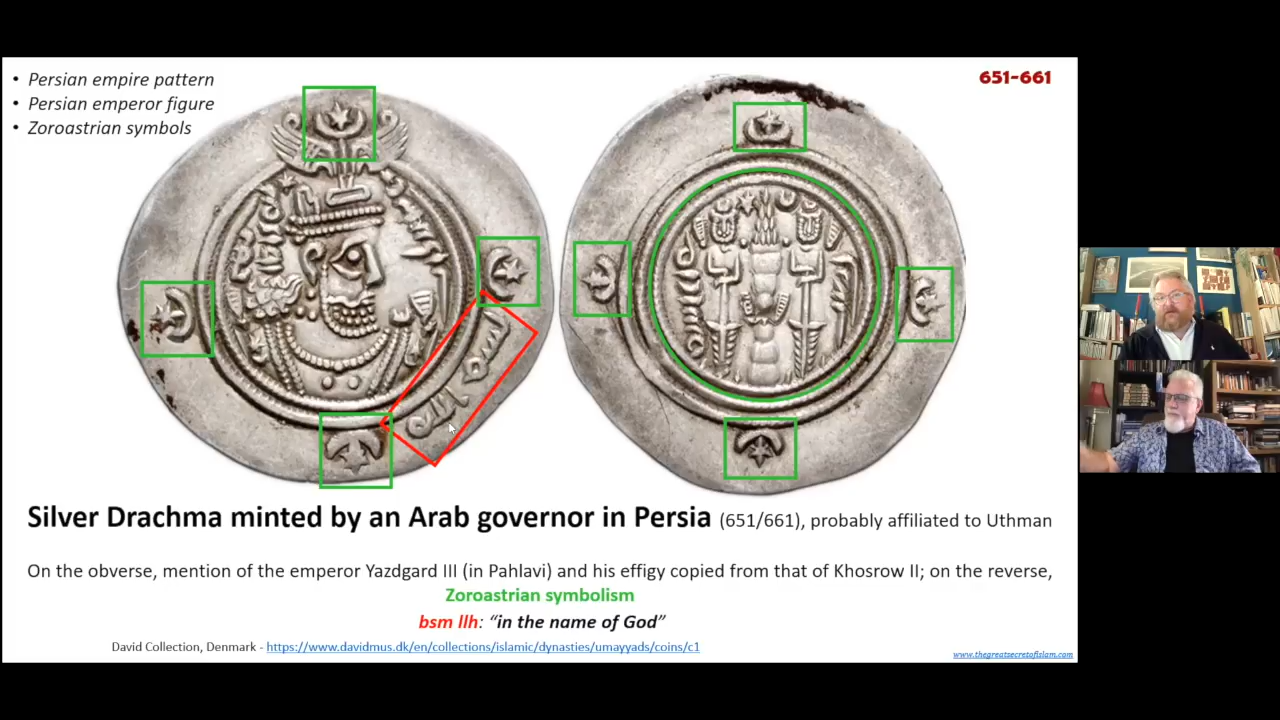 • Persian empire pattern
• Persian emperor figure
• Zoroastrian symbols
651-661
Silver Drachma minted by an Arab governor in Persia (651/661), probably affiliated to Uthman
On the obverse, mention of the emperor Yazdgard III (in Pahlavi) and his effigy copied from that of Khosrow II; on the reverse,
Zoroastrian symbolism
bsm llh: “in the name of God”
David Collection, Denmark - https://www.davidmus.dk/en/collections/islamic/dynasties/umayyads/coins/c1
www.thegreatsecretofislam.com